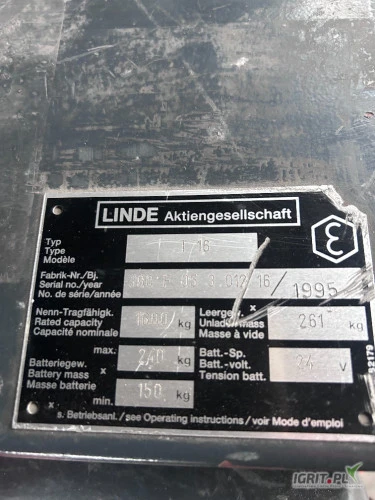 LINDE Aktiengesellschaft
Typ
Type
Modèle
16
Fabrik-Nr./Bj.
Serial no./year
No. de série/année
/ 1995
Nenn-Tragfähigk.
Rated capacity
Capacité nominale
kg
Leergew. x
Unladen mass
Masse à vide
261 kg
Batteriegew. x
Battery mass
Masse batterie
max.
240 kg
min.
150 kg
Batt.-Sp.
Batt.-volt.
Tension batt.
V
x s. Betriebsanl./see Operating instructions/voir Mode d'emploi
IGRIT.PL